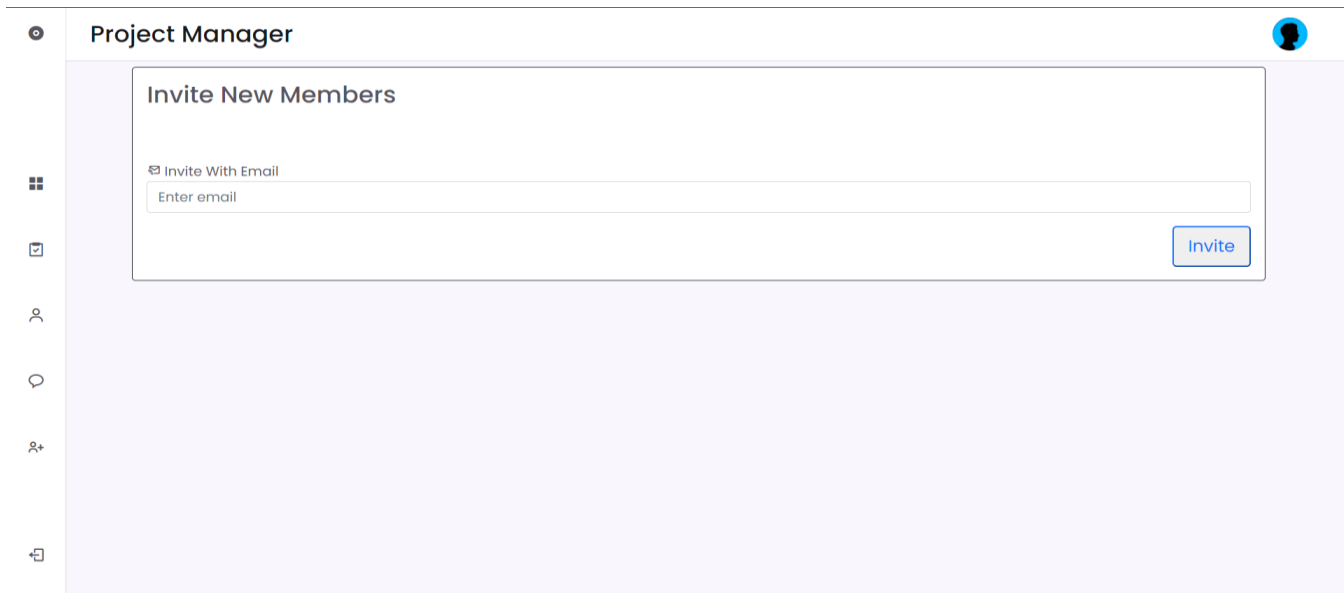 Project Manager
Invite New Members
Invite With Email
Enter email
Invite